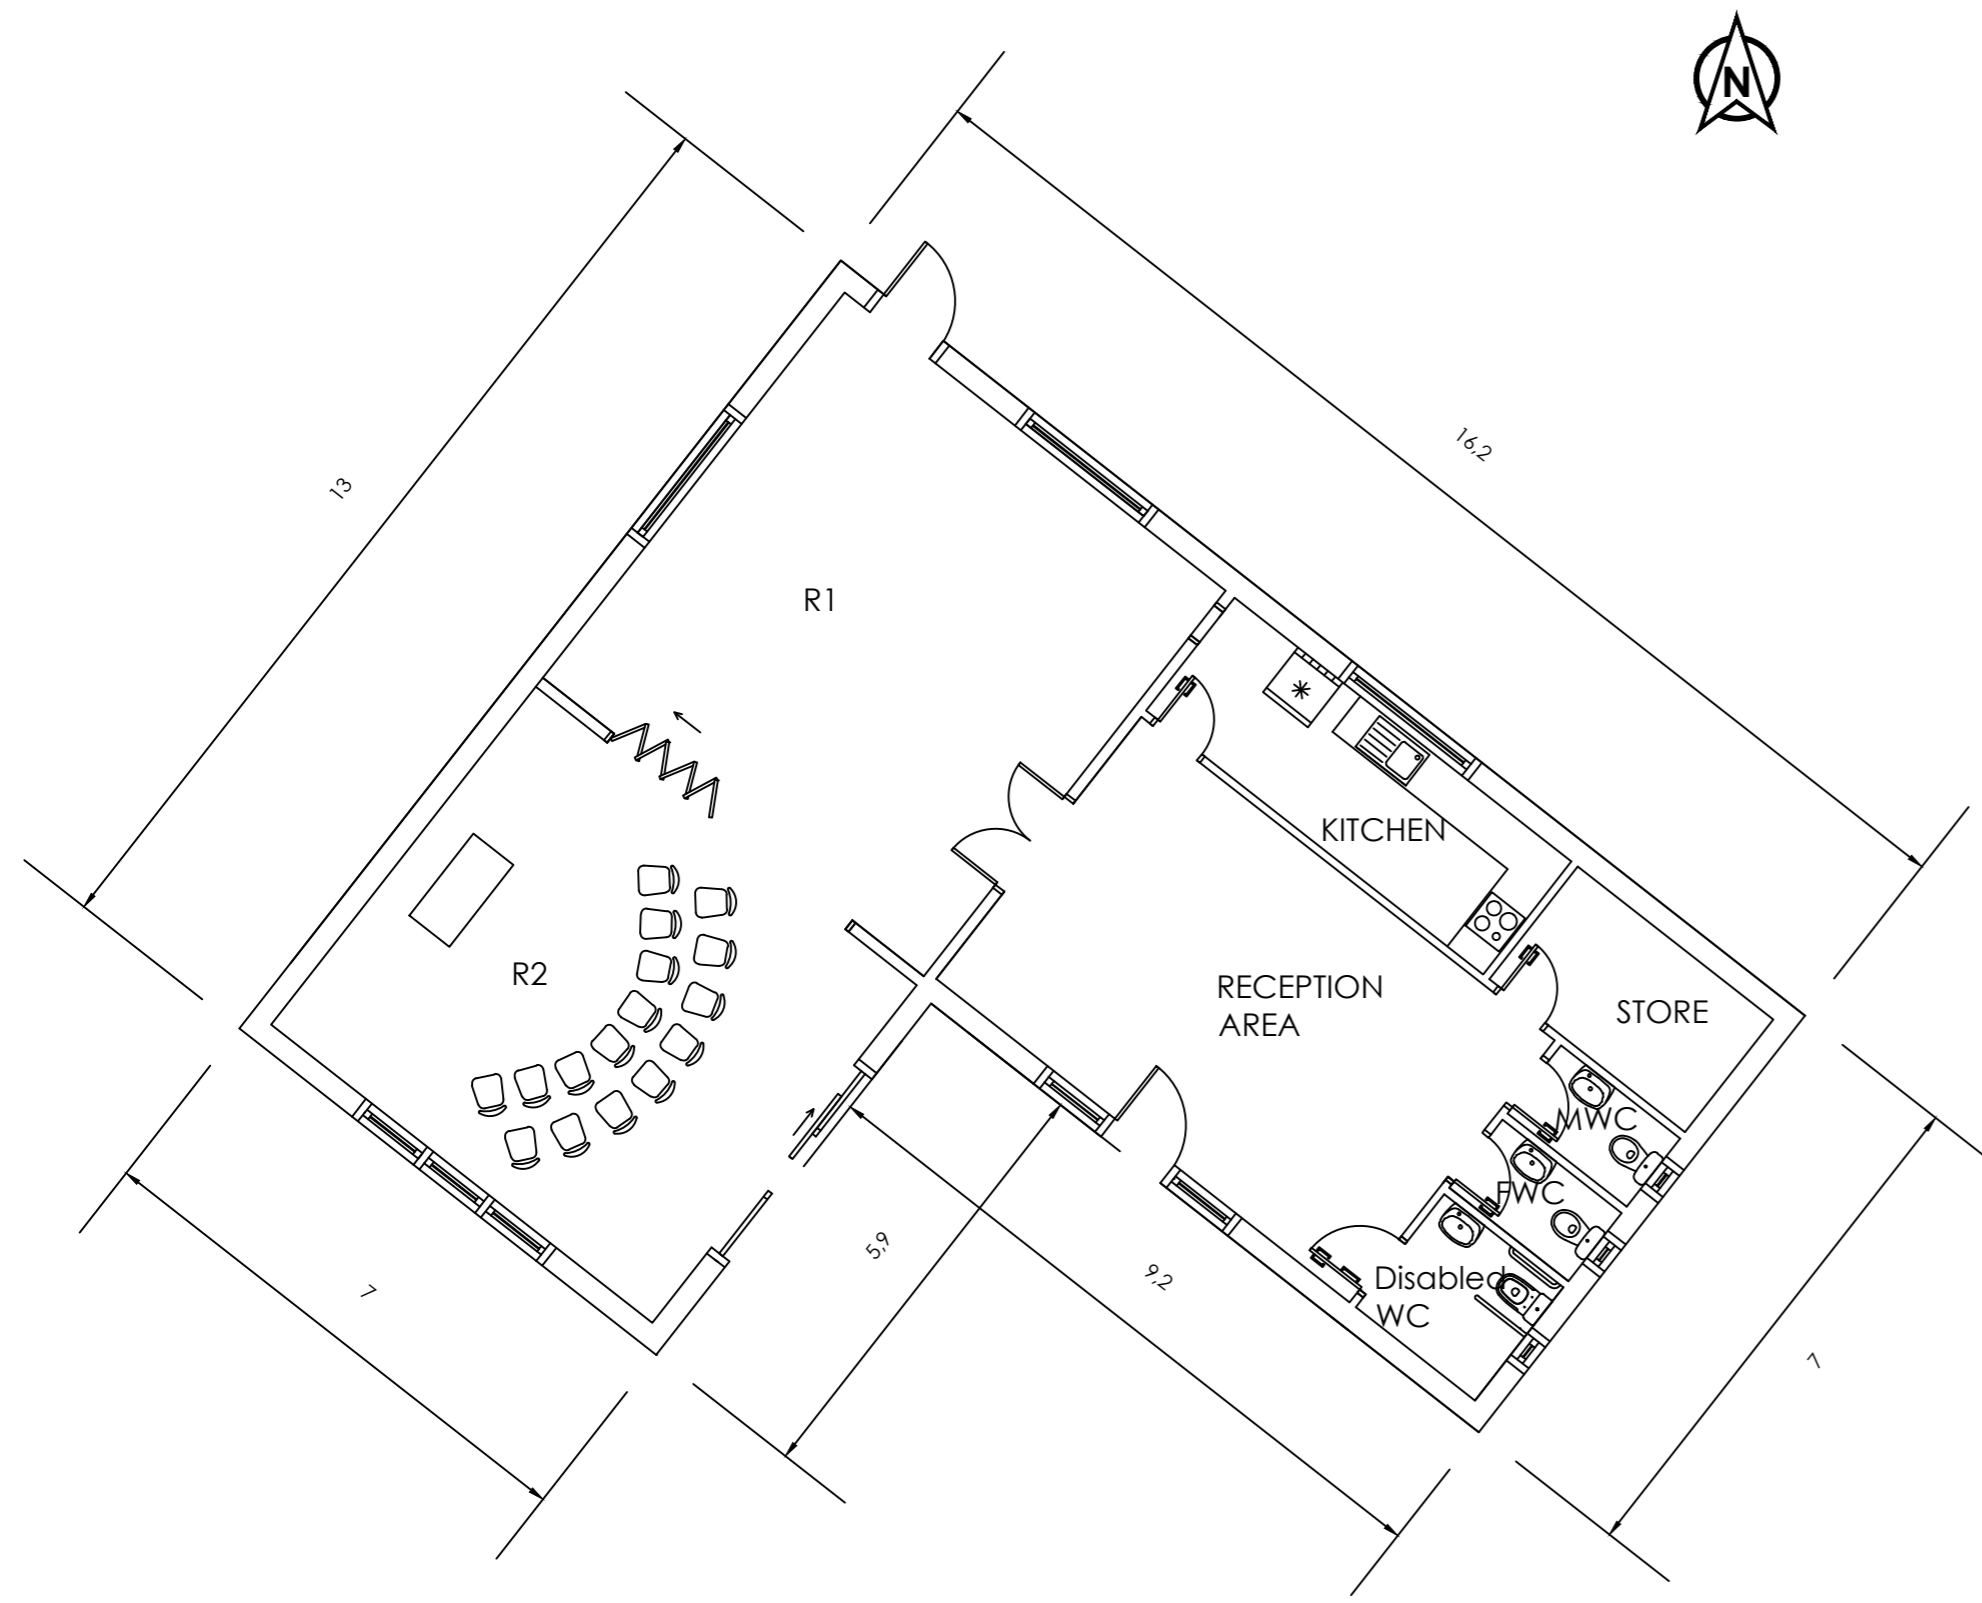 N
13
16,2
R1
KITCHEN
R2
RECEPTION
AREA
STORE
MWC
FWC
5,9
9,2
Disabled
WC
7
7